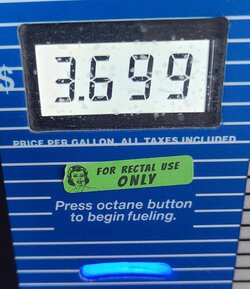 3.699
$
PRICE PER GALLON, ALL TAXES INCLUDED
FOR RECTAL USE
ONLY
Press octane button
to begin fueling.